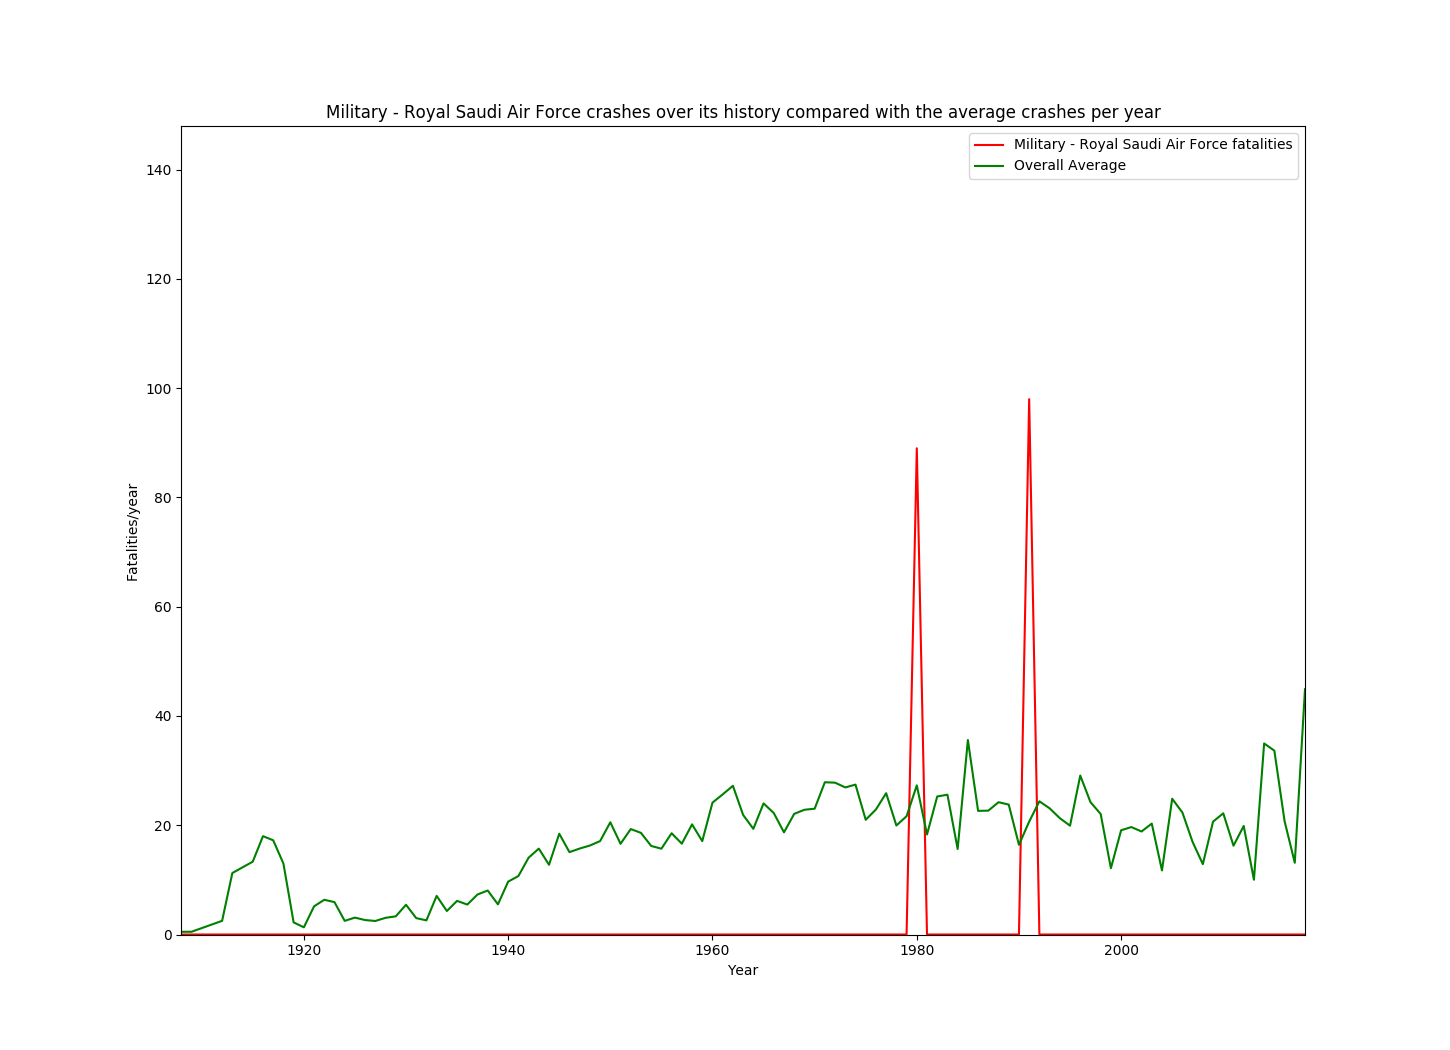 Military - Royal Saudi Air Force crashes over its history compared with the average crashes per year
Military - Royal Saudi Air Force fatalities
Overall Average
140
120
100
80
60
40
20
0
Fatalities/year
1920
1940
1960
1980
2000
Year